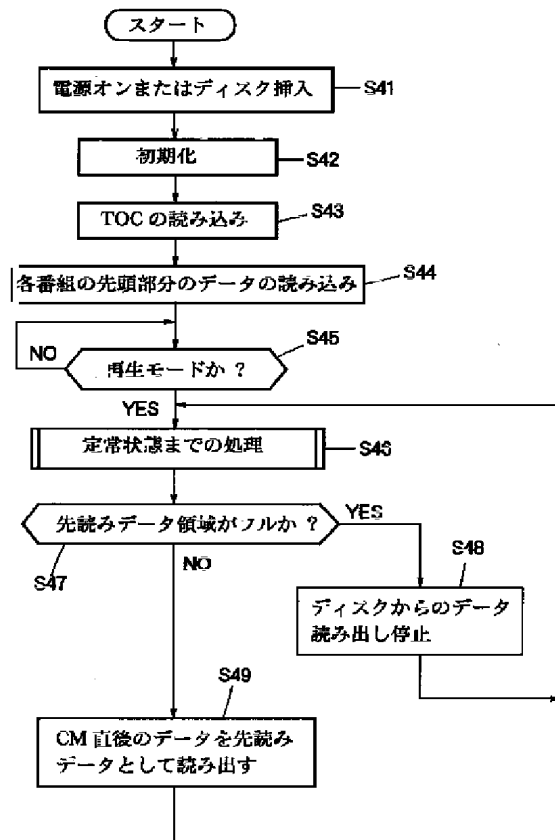 スタート
電源オンまたはディスク挿入
S41
初期化
S42
TOCの読み込み
S43
各番組の先頭部分のデータの読み込み
S44
S45
NO
再生モードか ?
YES
定常状態までの処理
S46
先読みデータ領域がフルか ?
YES
S47
NO
S48
ディスクからのデータ
読み出し停止
S49
CM 直後のデータを先読み
データとして読み出す